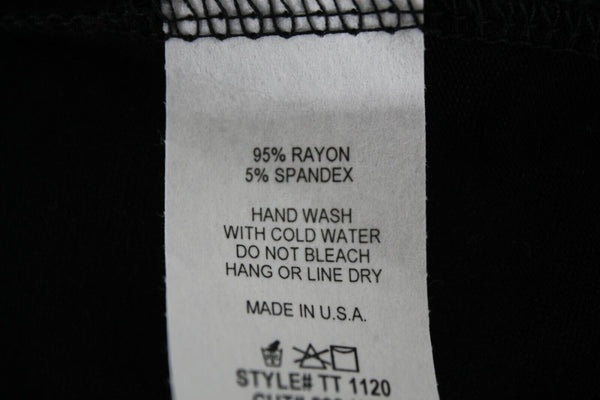 95% RAYON
5% SPANDEX
HAND WASH
WITH COLD WATER
DO NOT BLEACH
HANG OR LINE DRY
MADE IN U.S.A.
STYLE# TT 1120
CUT#